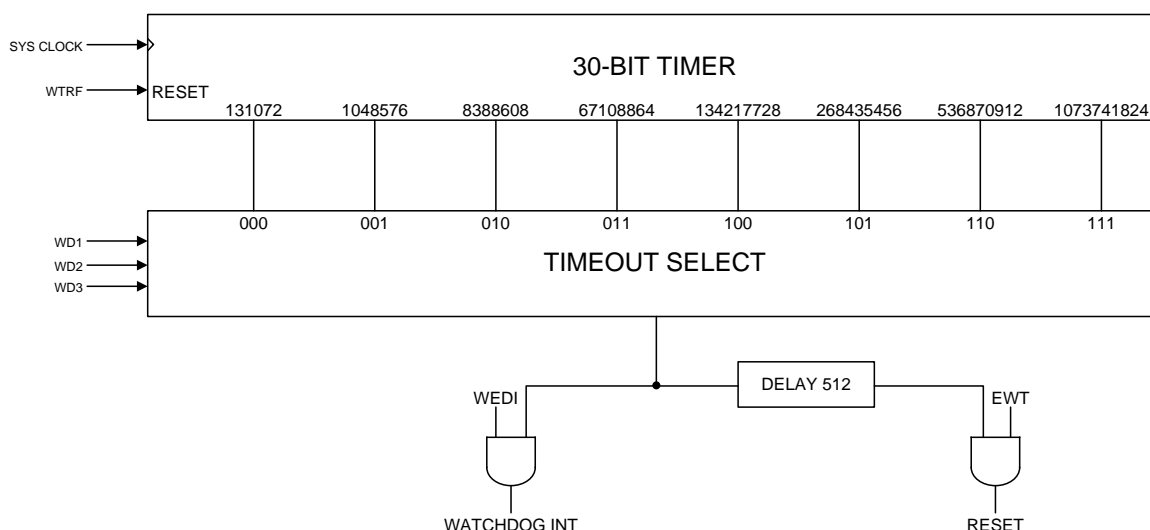 SYS CLOCK
30-BIT TIMER
WTRF
RESET
131072 1048576 8388608 67108864 134217728 268435456 536870912 1073741824
000 001 010 011 100 101 110 111
WD1
TIMEOUT SELECT
WD2
WD3
DELAY 512
WEDI
EWT
WATCHDOG INT
RESET